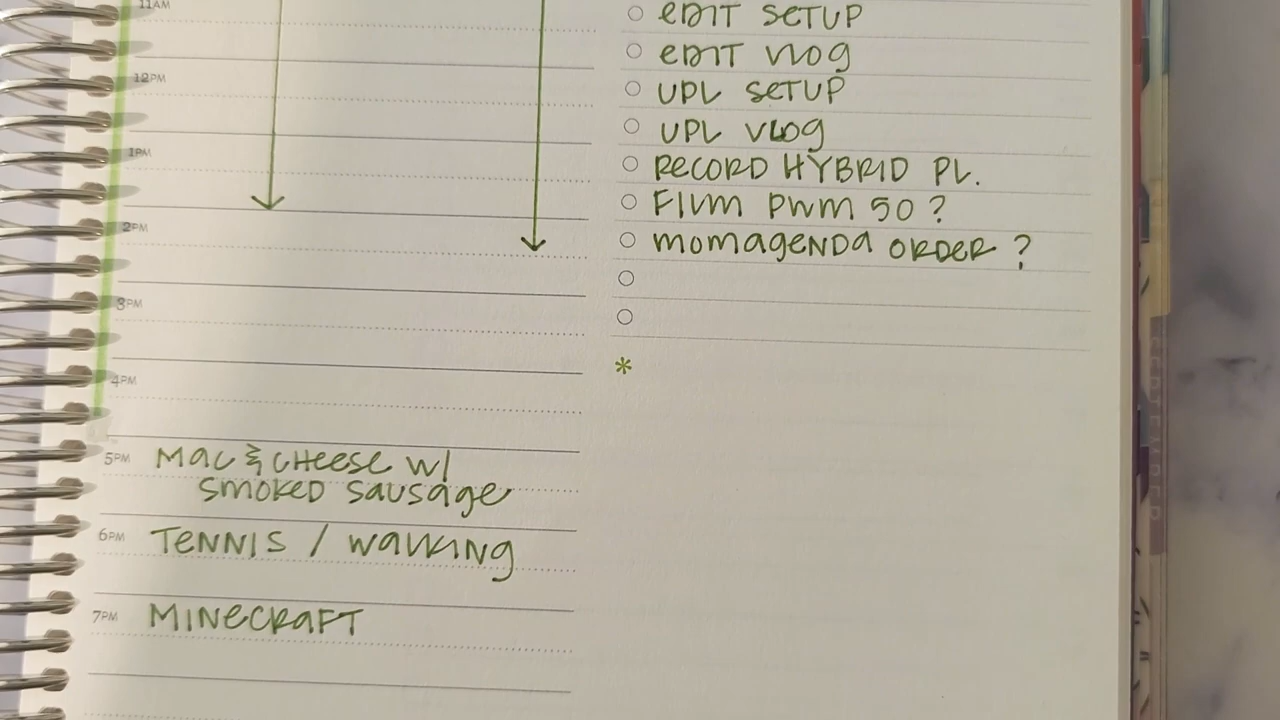 11AM
12PM
1PM
2PM
3PM
4PM
5PM MAC & CHEESE W/
SMOKED SAUSAGE
6PM TENNIS / WALKING
7PM MINECRAFT
EDIT SETUP
EDIT VLOG
UPL SETUP
UPL VLOG
RECORD HYBRID PL.
FILM PWM 50 ?
MOMAGENDA ORDER ?
*